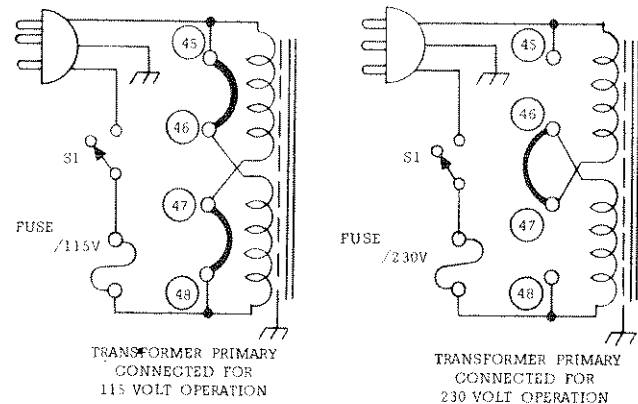 45
46
S1
47
FUSE
/115V
48
TRANSFORMER PRIMARY
CONNECTED FOR
115 VOLT OPERATION
45
46
S1
47
FUSE
/230V
48
TRANSFORMER PRIMARY
CONNECTED FOR
230 VOLT OPERATION